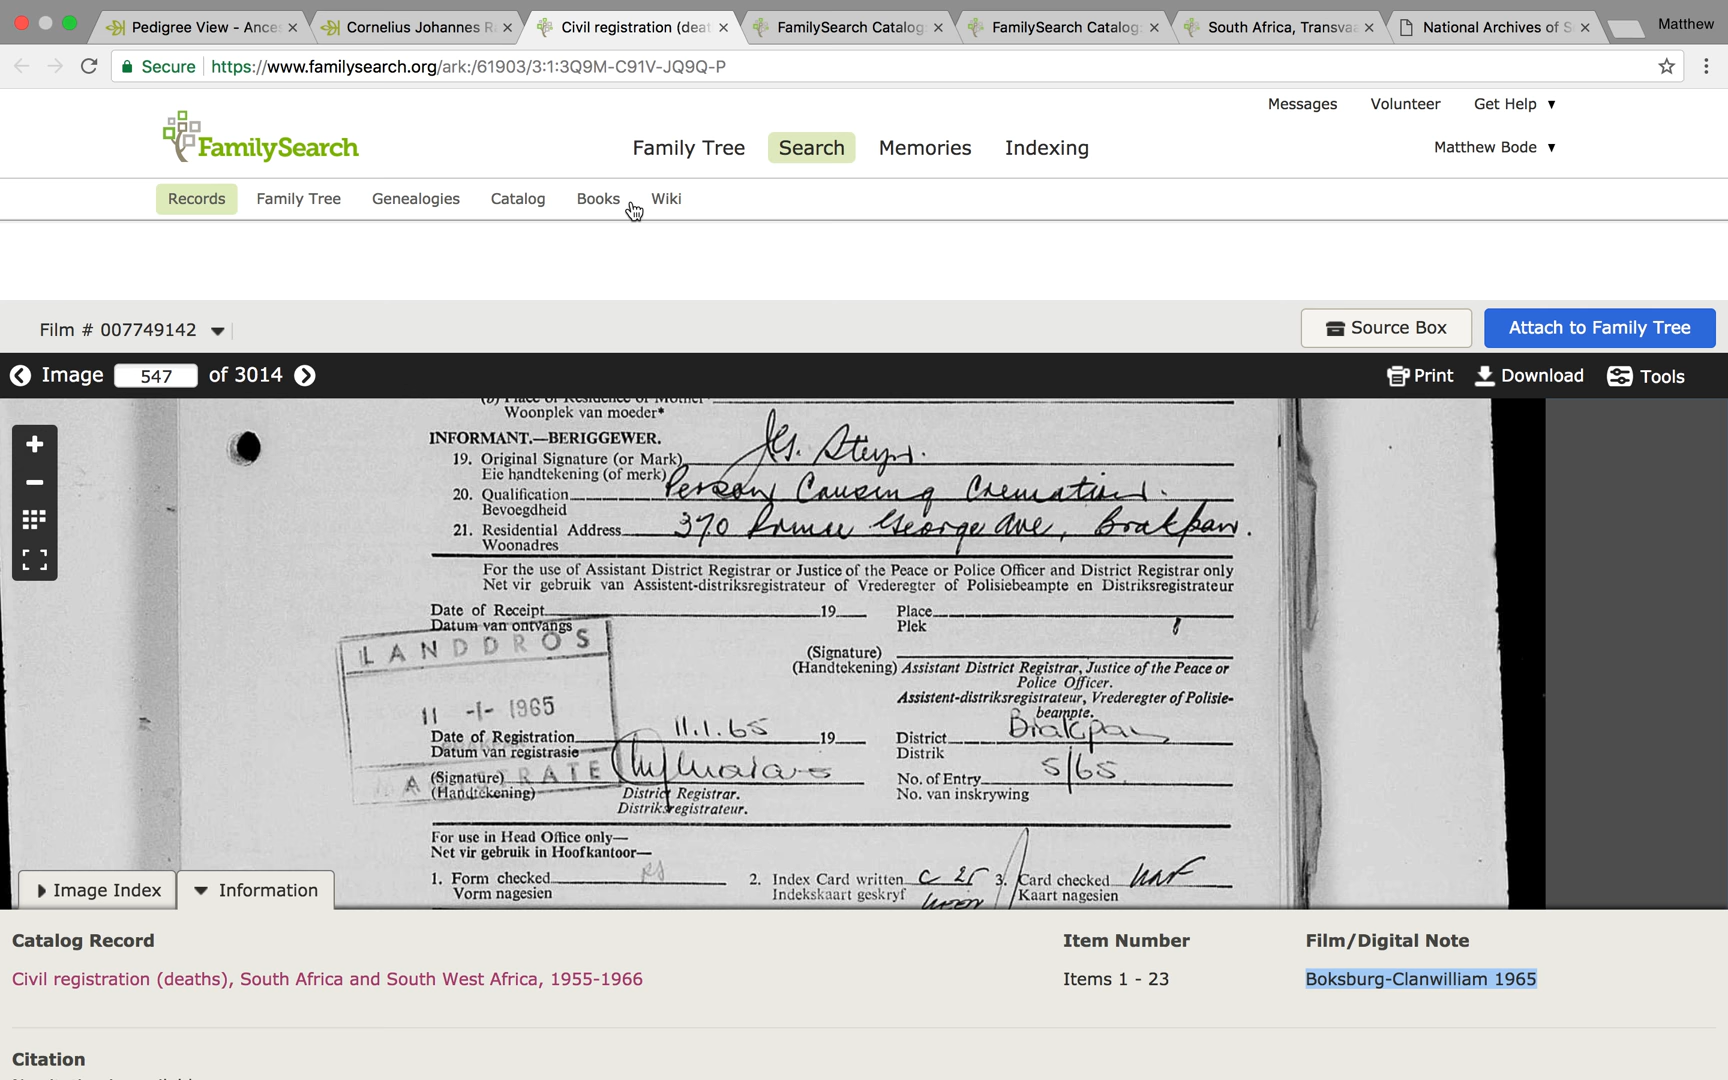 Pedigree View - Ance
Cornelius Johannes R
Civil registration (deat
FamilySearch Catalog:
FamilySearch Catalog:
South Africa, Transvaa
National Archives of S
Matthew
Secure https://www.familysearch.org/ark:/61903/3:1:3Q9M-C91V-JQ9Q-P
Messages Volunteer Get Help
FamilySearch
Family Tree Search Memories Indexing
Matthew Bode
Records Family Tree Genealogies Catalog Books Wiki
Film # 007749142
Source Box Attach to Family Tree
Image 547 of 3014
Print Download Tools
(b) Place of Residence of Mother
Woonplek van moeder*
INFORMANT.—BERIGGEWER.
19. Original Signature (or Mark) Steyn.
Eie handtekening (of merk)
20. Qualification Person Causing Cremation.
Bevoegdheid
21. Residential Address 370 Prince George Ave, Brakpan.
Woonadres
For the use of Assistant District Registrar or Justice of the Peace or Police Officer and District Registrar only
Net vir gebruik van Assistent-distriksregistrateur of Vrederegter of Polisiebeampte en Distriksregistrateur
Date of Receipt 19 Place
Datum van ontvangs Plek
LANDDROS
(Signature)
(Handtekening) Assistant District Registrar, Justice of the Peace or
Police Officer.
Assistent-distriksregistrateur, Vrederegter of Polisie-
beampte.
11 -1- 1965
Date of Registration 11.1.65 19 District Brakpan
Datum van registrasie Distrik
(Signature) No. of Entry 5/65
(Handtekening) District Registrar. No. van inskrywing
Distriksregistrateur.
For use in Head Office only—
Net vir gebruik in Hoofkantoor—
1. Form checked 2. Index Card written 3. Card checked
Vorm nagesien Indekskaart geskryf Kaart nagesien
Image Index Information
Catalog Record Item Number Film/Digital Note
Civil registration (deaths), South Africa and South West Africa, 1955-1966 Items 1 - 23 Boksburg-Clanwilliam 1965
Citation